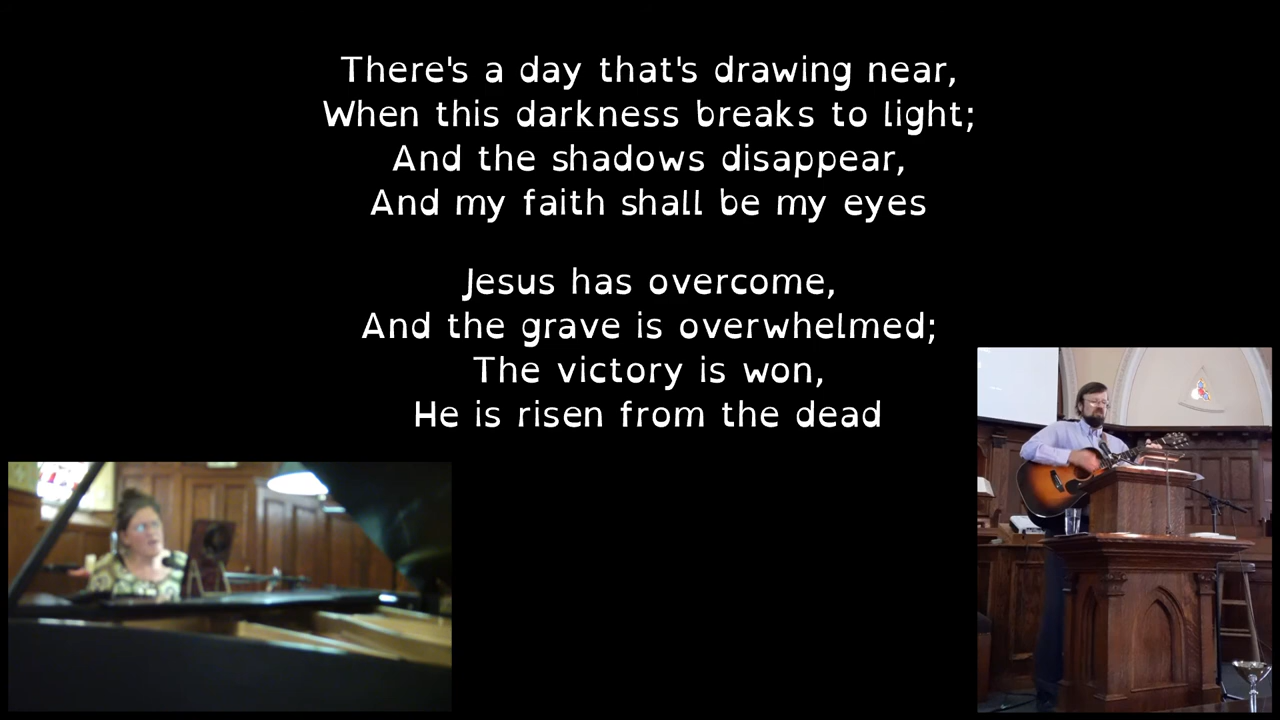 There's a day that's drawing near,
When this darkness breaks to light;
And the shadows disappear,
And my faith shall be my eyes
Jesus has overcome,
And the grave is overwhelmed;
The victory is won,
He is risen from the dead